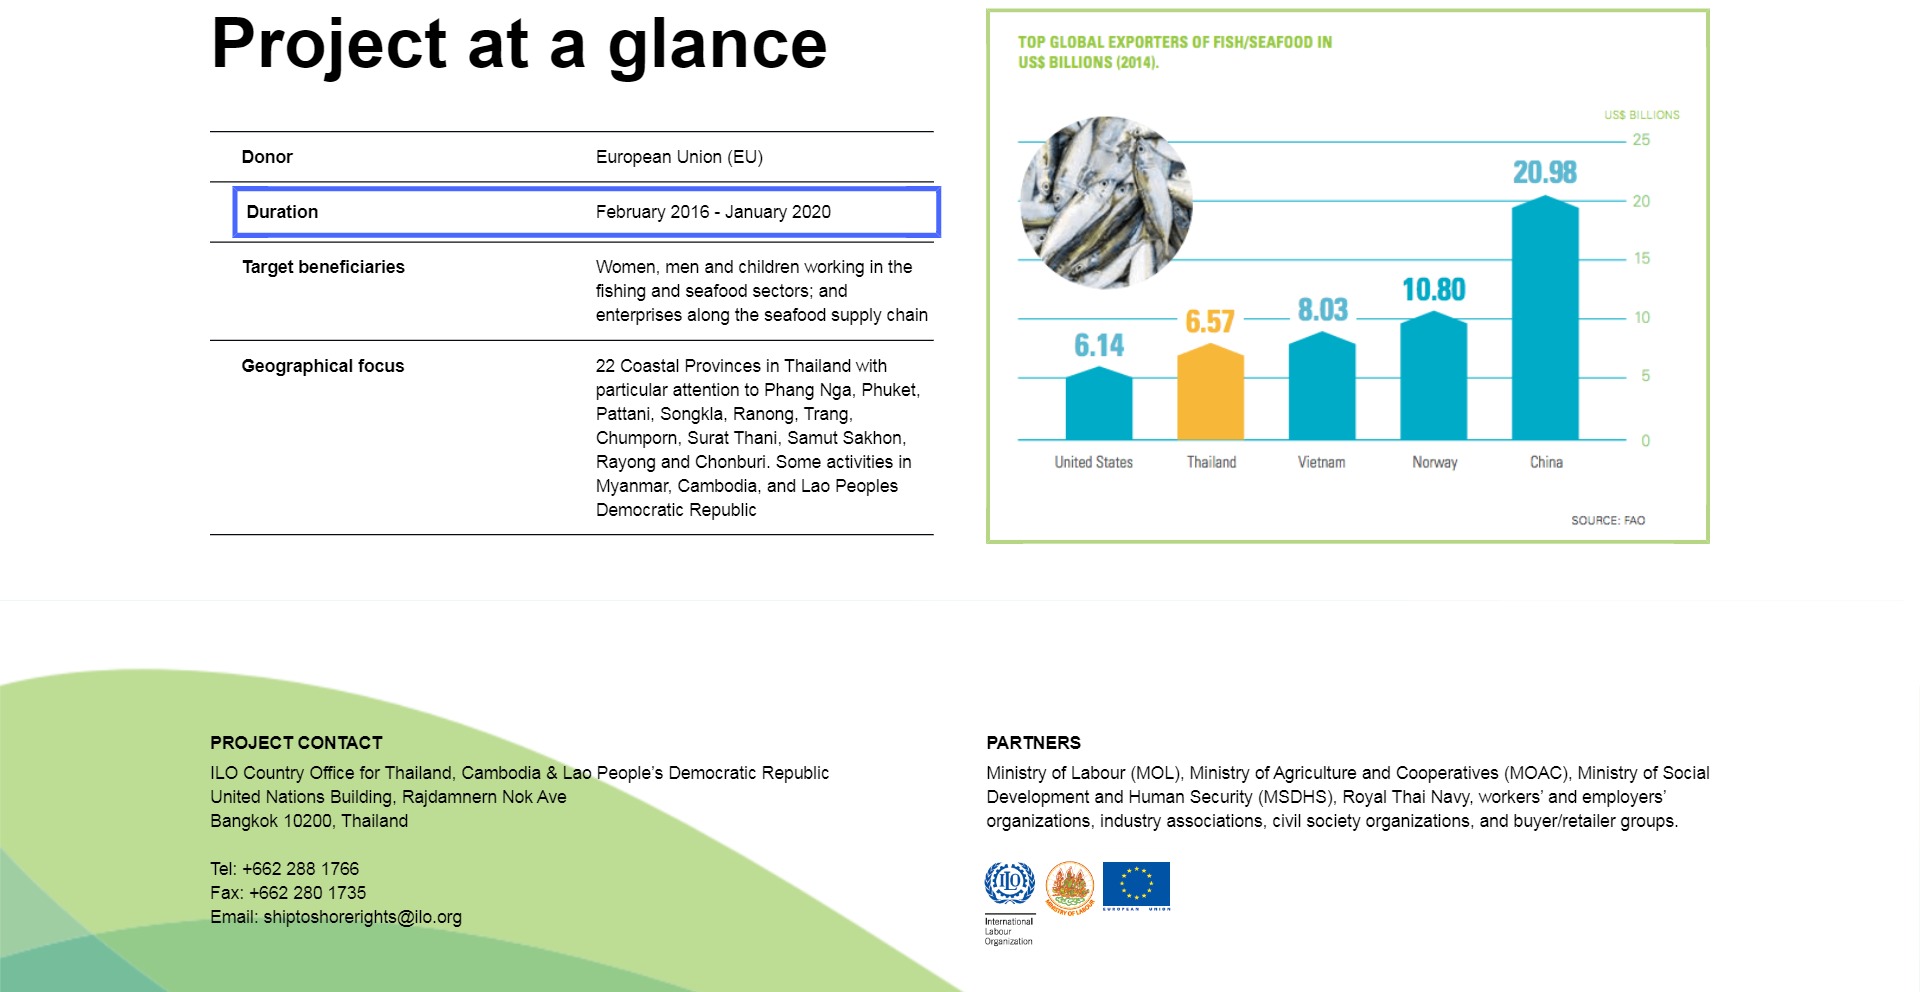 Project at a glance
Donor
European Union (EU)
Duration
February 2016 - January 2020
Target beneficiaries
Women, men and children working in the
fishing and seafood sectors; and
enterprises along the seafood supply chain
Geographical focus
22 Coastal Provinces in Thailand with
particular attention to Phang Nga, Phuket,
Pattani, Songkla, Ranong, Trang,
Chumporn, Surat Thani, Samut Sakhon,
Rayong and Chonburi. Some activities in
Myanmar, Cambodia, and Lao Peoples
Democratic Republic
TOP GLOBAL EXPORTERS OF FISH/SEAFOOD IN
US$ BILLIONS (2014).
US$ BILLIONS
25
20
15
10
5
0
6.14
6.57
8.03
10.80
20.98
United States
Thailand
Vietnam
Norway
China
SOURCE: FAO
PROJECT CONTACT
ILO Country Office for Thailand, Cambodia & Lao People’s Democratic Republic
United Nations Building, Rajdamnern Nok Ave
Bangkok 10200, Thailand
Tel: +662 288 1766
Fax: +662 280 1735
Email: shiptoshorerights@ilo.org
PARTNERS
Ministry of Labour (MOL), Ministry of Agriculture and Cooperatives (MOAC), Ministry of Social
Development and Human Security (MSDHS), Royal Thai Navy, workers’ and employers’
organizations, industry associations, civil society organizations, and buyer/retailer groups.
ILO
International
Labour
Organization
MINISTRY OF LABOUR
EUROPEAN UNION